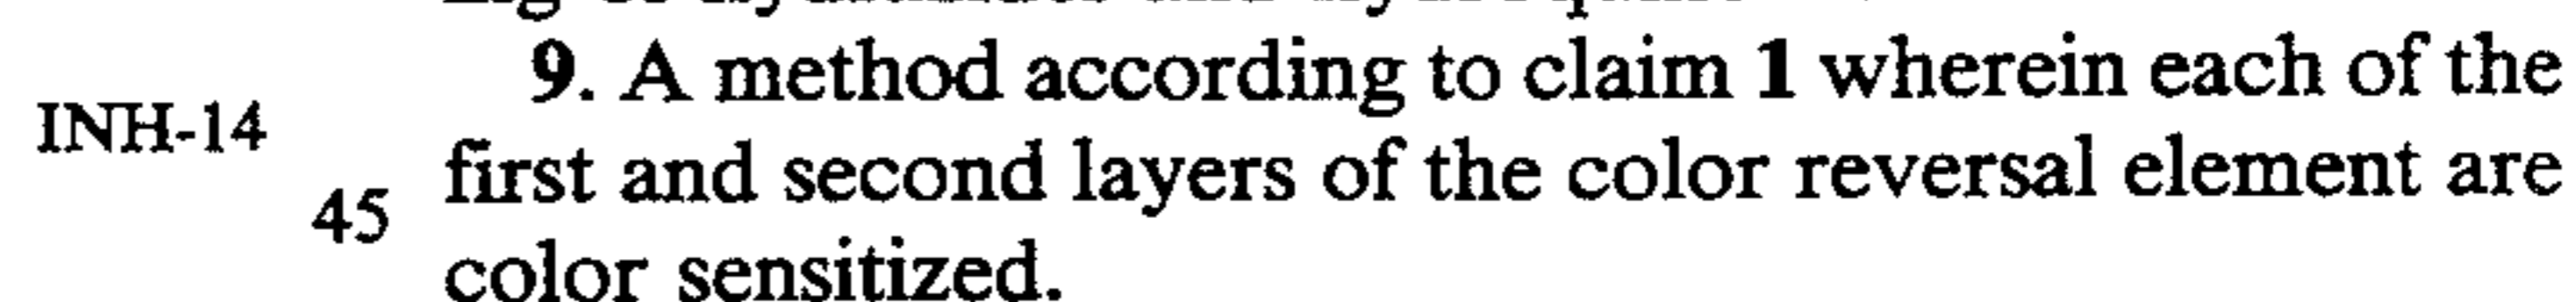 9. A method according to claim 1 wherein each of the
INH-14
first and second layers of the color reversal element are
45
color sensitized.